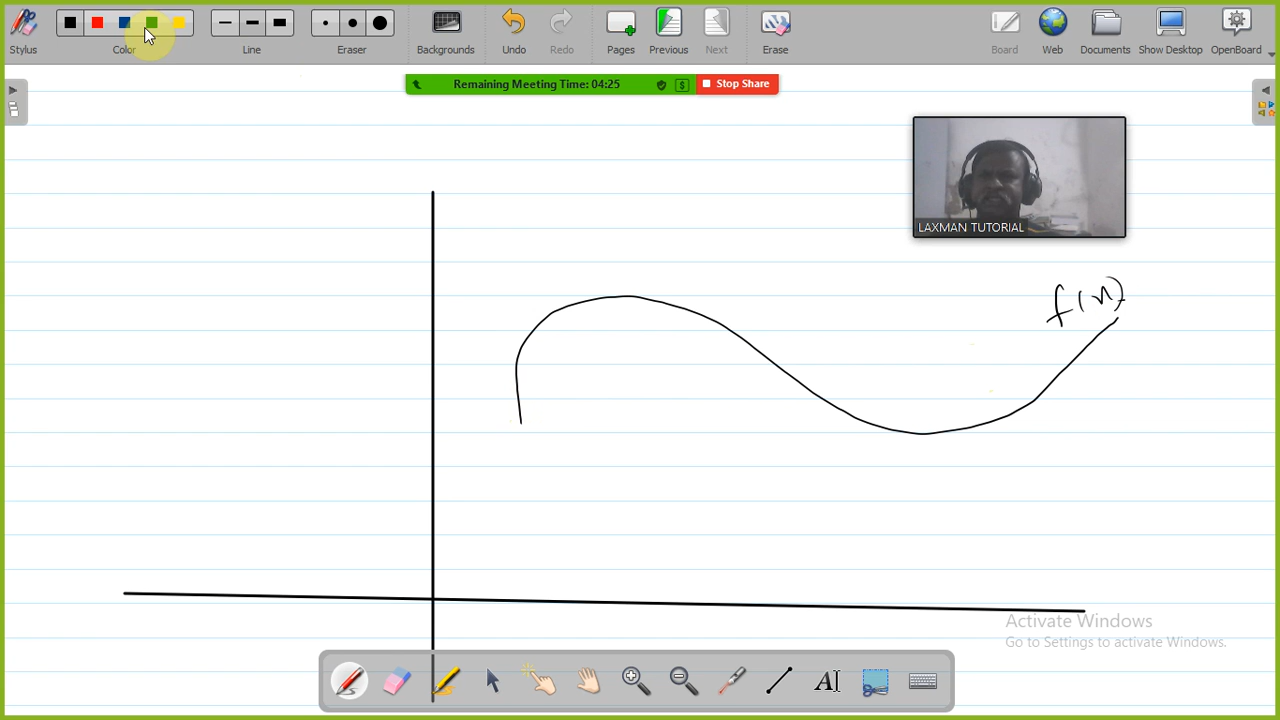 Stylus Color Line Eraser Backgrounds Undo Redo Pages Previous Next Erase Board Web Documents Show Desktop OpenBoard
Remaining Meeting Time: 04:25 $ Stop Share
LAXMAN TUTORIAL
f(x)
Activate Windows
Go to Settings to activate Windows.
AI